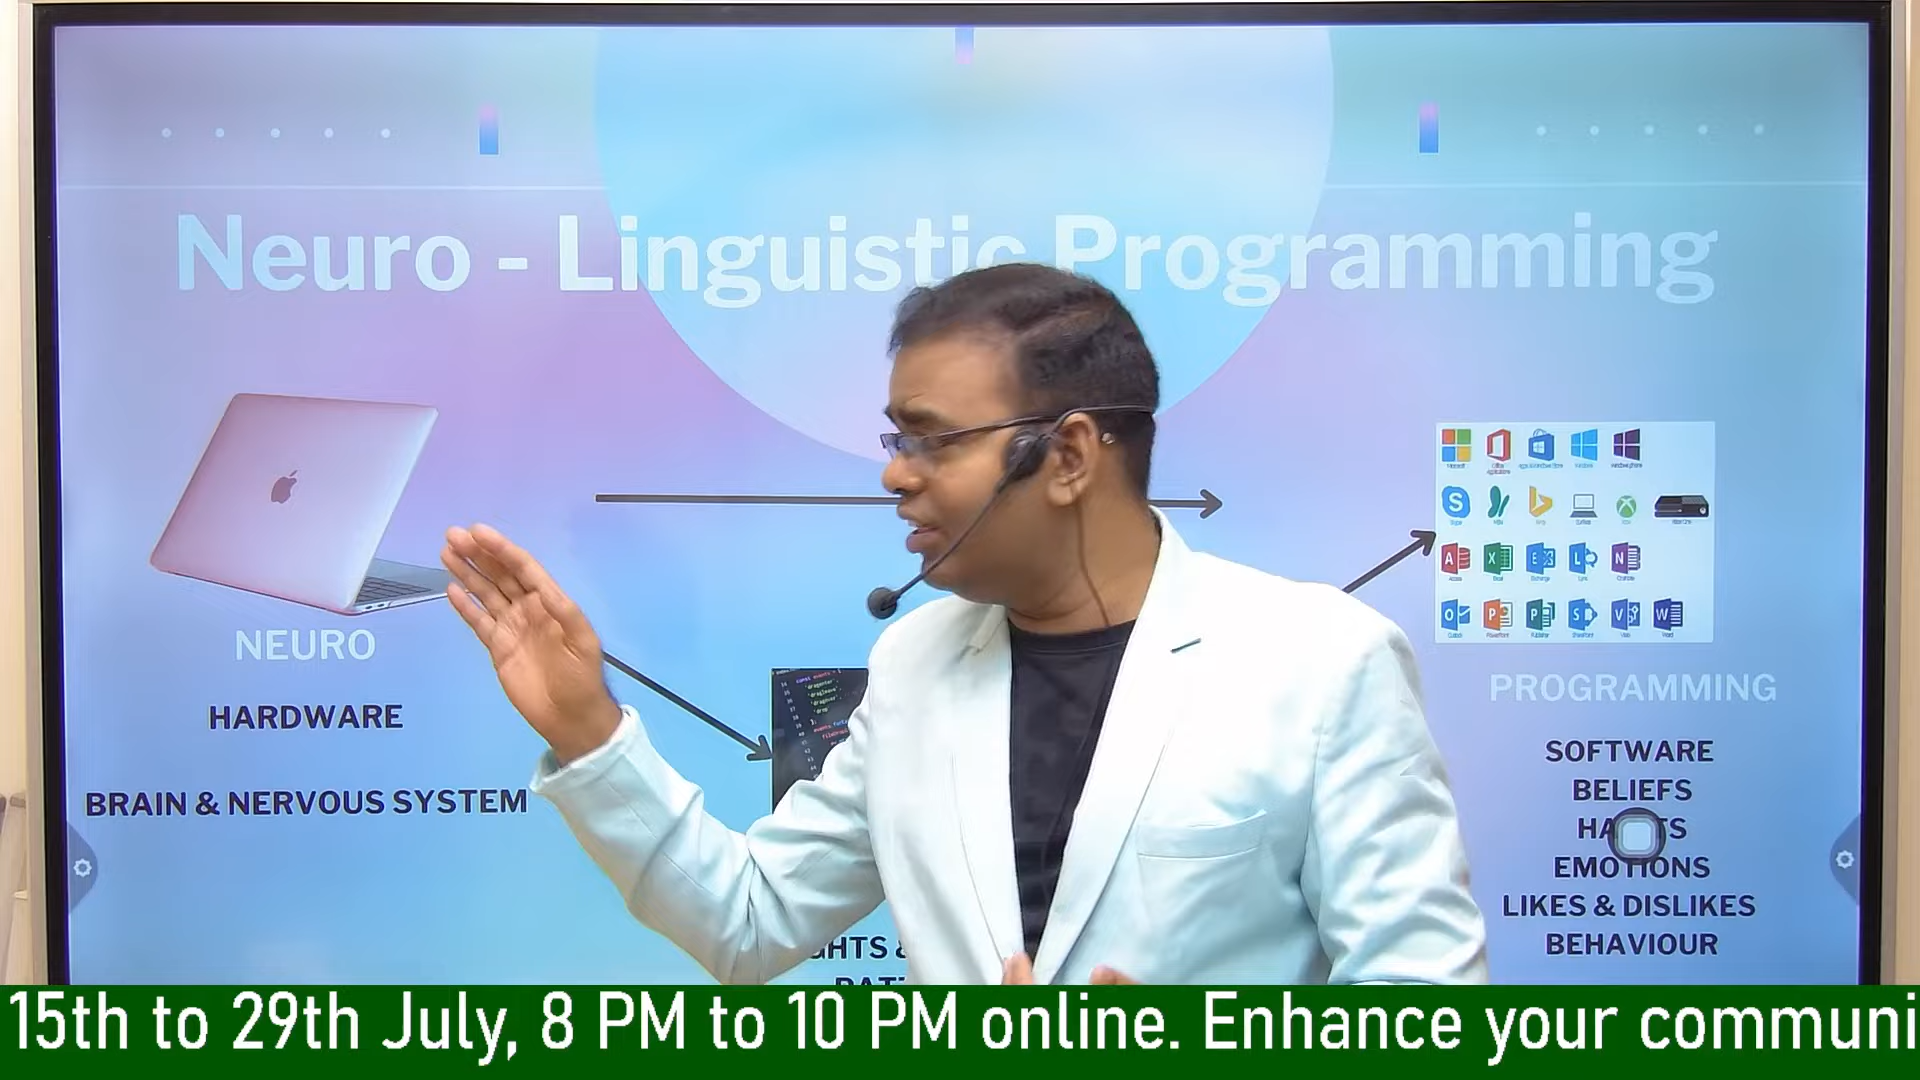 Neuro - Linguistic Programming
NEURO
HARDWARE
BRAIN & NERVOUS SYSTEM
PROGRAMMING
SOFTWARE
BELIEFS
EMOTIONS
LIKES & DISLIKES
BEHAVIOUR
15th to 29th July, 8 PM to 10 PM online. Enhance your communi